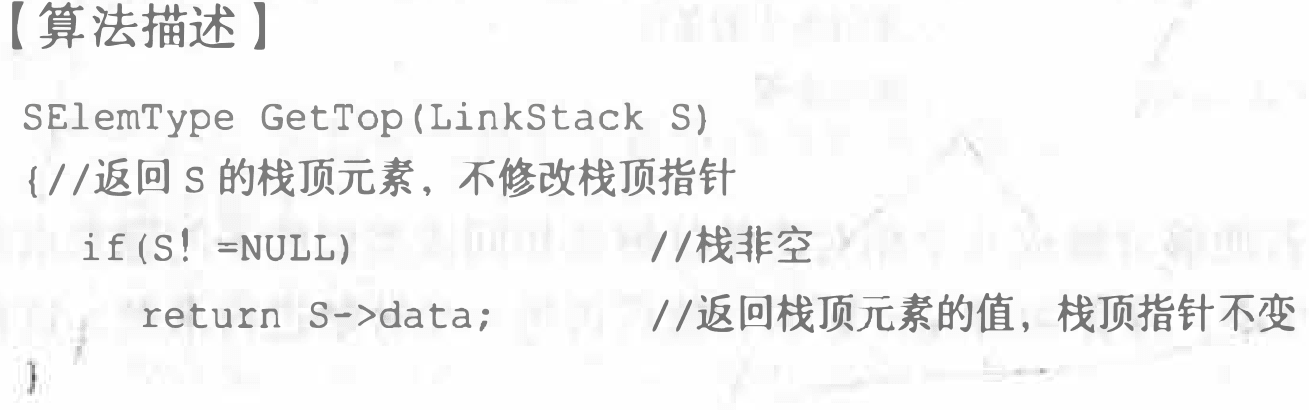 【算法描述】
SElemType GetTop(LinkStack S)
{//返回 S 的栈顶元素，不修改栈顶指针
if(S! =NULL) //栈非空
return S->data; //返回栈顶元素的值，栈顶指针不变
}